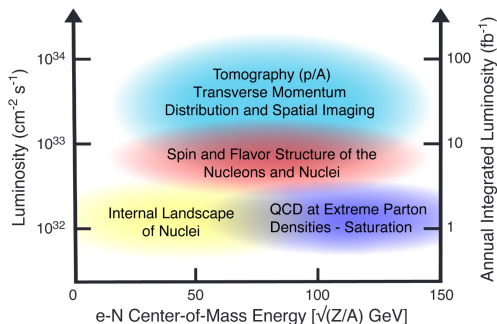 10^34
10^33
10^32
Luminosity (cm^-2 s^-1)
Tomography (p/A)
Transverse Momentum
Distribution and Spatial Imaging
Spin and Flavor Structure of the
Nucleons and Nuclei
Internal Landscape
of Nuclei
QCD at Extreme Parton
Densities - Saturation
100
10
1
Annual Integrated Luminosity (fb^-1)
0 50 100 150
e-N Center-of-Mass Energy [√(Z/A) GeV]